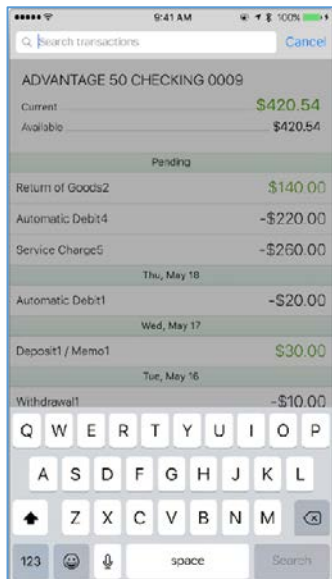 9:41 AM 100%
Search transactions Cancel
ADVANTAGE 50 CHECKING 0009
Current $420.54
Available $420.54
Pending
Return of Goods2 $140.00
Automatic Debit4 -$220.00
Service Charge5 -$260.00
Thu, May 18
Automatic Debit1 -$20.00
Wed, May 17
Deposit1 / Memo1 $30.00
Tue, May 16
Withdrawal1 -$10.00
Q W E R T Y U I O P
A S D F G H J K L
Z X C V B N M
123 space Search